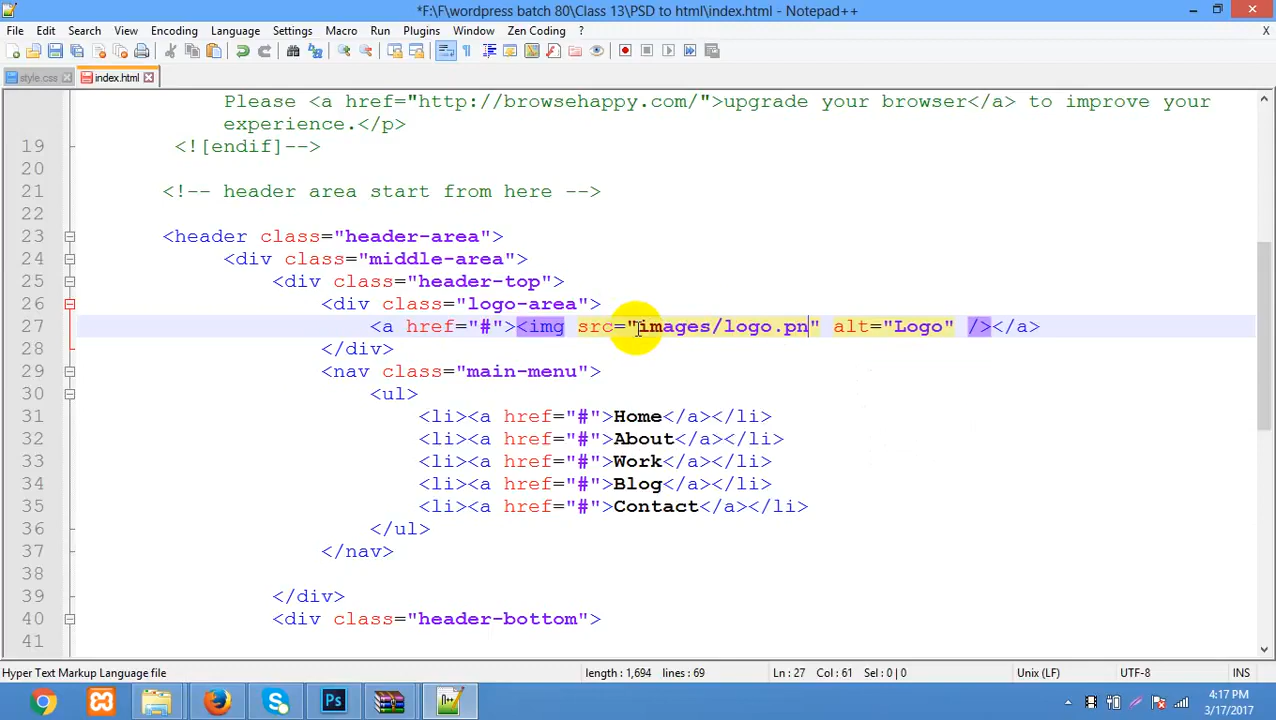 *F:\F\wordpress batch 80\Class 13\PSD to html\index.html - Notepad++
File Edit Search View Encoding Language Settings Macro Run Plugins Window Zen Coding ? X
style.css index.html
Please <a href="http://browsehappy.com/">upgrade your browser</a> to improve your
experience.</p>
19 <![endif]-->
20
21 <!-- header area start from here -->
22
23 <header class="header-area">
24 <div class="middle-area">
25 <div class="header-top">
26 <div class="logo-area">
27 <a href="#"><img src="images/logo.pn" alt="Logo" /></a>
28 </div>
29 <nav class="main-menu">
30 <ul>
31 <li><a href="#">Home</a></li>
32 <li><a href="#">About</a></li>
33 <li><a href="#">Work</a></li>
34 <li><a href="#">Blog</a></li>
35 <li><a href="#">Contact</a></li>
36 </ul>
37 </nav>
38
39 </div>
40 <div class="header-bottom">
41
Hyper Text Markup Language file length : 1,694 lines : 69 Ln : 27 Col : 61 Sel : 0 | 0 Unix (LF) UTF-8 INS
Ps
4:17 PM
3/17/2017